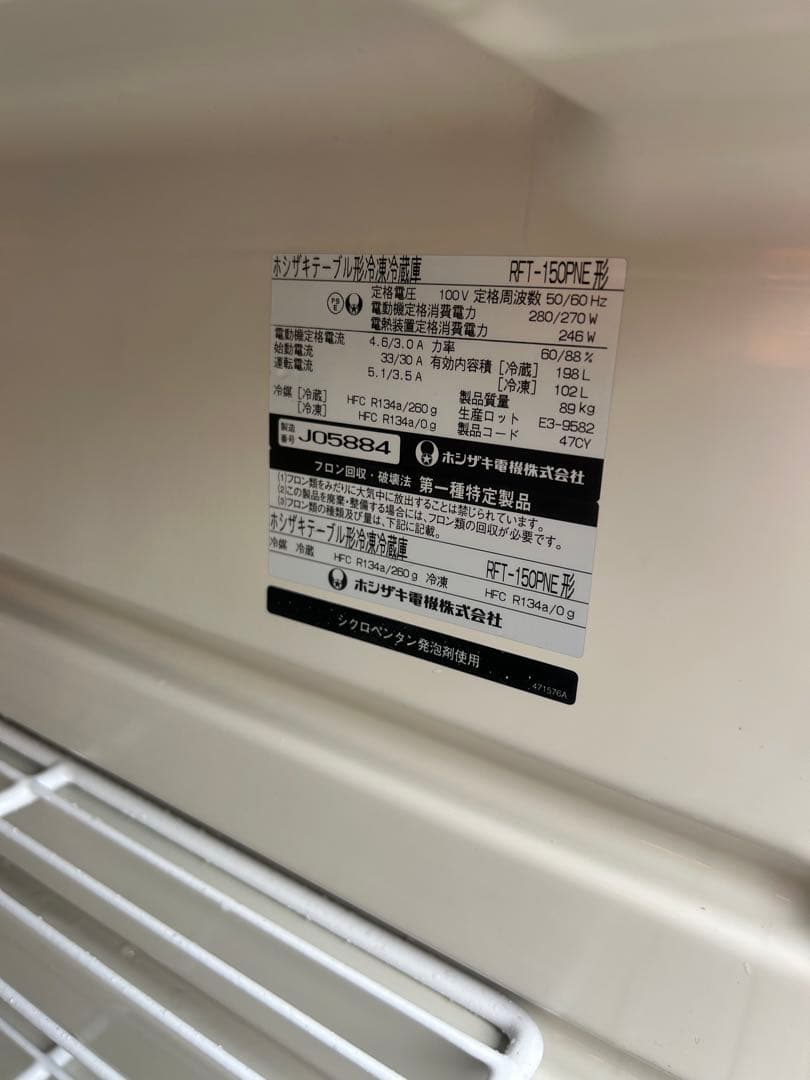 ホシザキテーブル形冷凍冷蔵庫 RFT-150PNE形
PS E 定格電圧 100V 定格周波数 50/60 Hz
電動機定格消費電力 280/270 W
電熱装置定格消費電力 246 W
電動機定格電流 4.6/3.0 A 力率 60/88 %
始動電流 33/30 A 有効内容積 [冷蔵] 198 L
運転電流 5.1/3.5 A [冷凍] 102 L
製品質量 89 kg
冷媒 [冷蔵] HFC R134a/260 g 生産ロット E3-9582
[冷凍] HFC R134a/0 g 製品コード 47CY
製造番号 J05884 ホシザキ電機株式会社
フロン回収・破壊法 第一種特定製品
(1)フロン類をみだりに大気中に放出することは禁じられています。
(2)この製品を廃棄・整備する場合には、フロン類の回収が必要です。
(3)フロン類の種類及び量は、下記に記載。
ホシザキテーブル形冷凍冷蔵庫 RFT-150PNE形
冷媒 冷蔵 HFC R134a/260 g 冷凍 HFC R134a/0 g
ホシザキ電機株式会社
シクロペンタン発泡剤使用
471576A